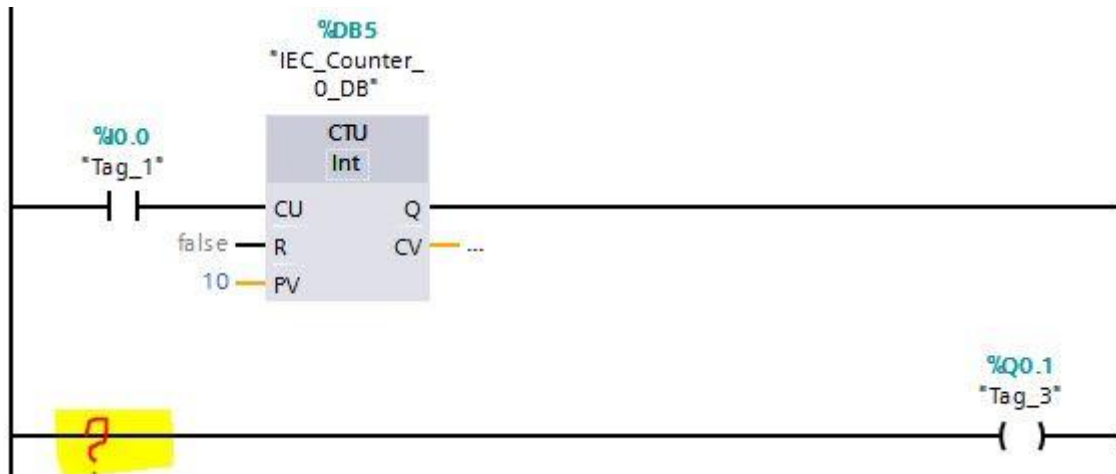 %DB5
"IEC_Counter_
0_DB"
CTU
Int
%I0.0
"Tag_1"
CU Q
false R CV ...
10 PV
%Q0.1
"Tag_3"
?